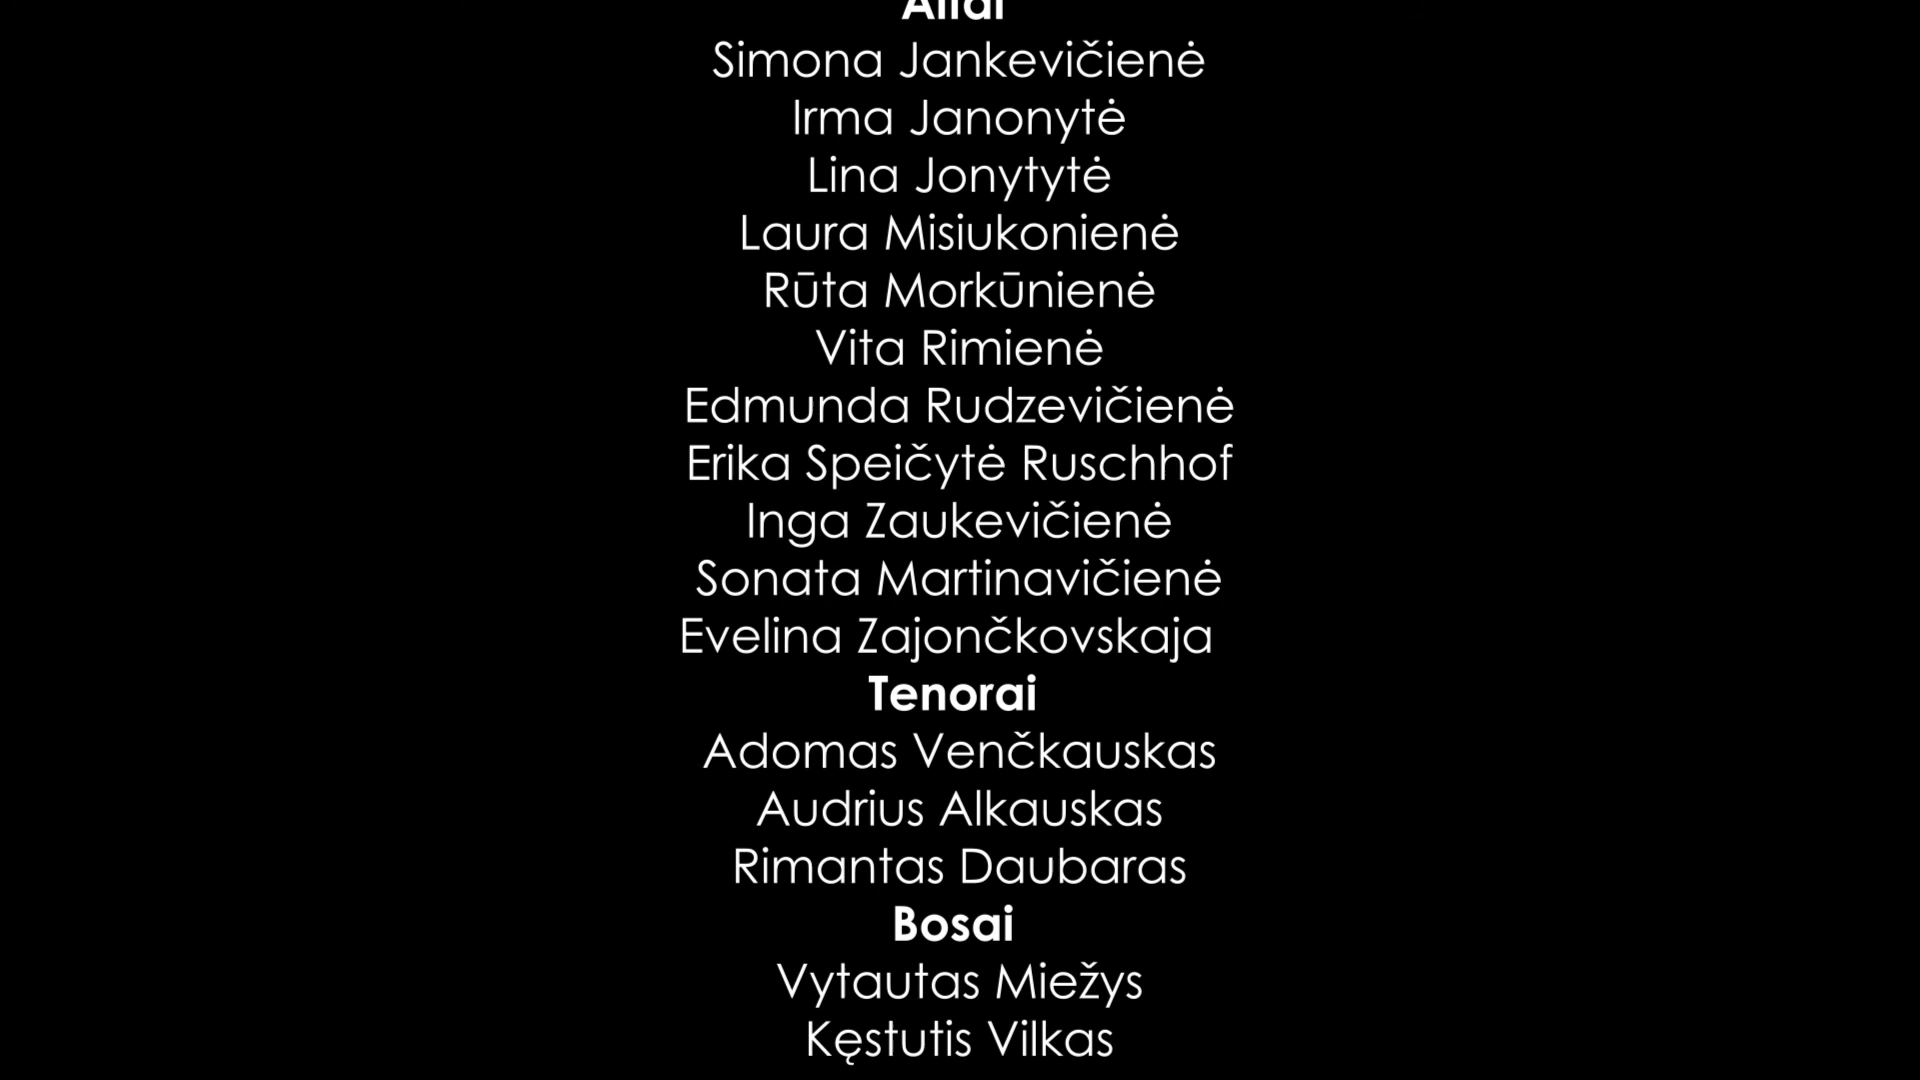 Altai
Simona Jankevičienė
Irma Janonytė
Lina Jonytytė
Laura Misiukonienė
Rūta Morkūnienė
Vita Rimienė
Edmunda Rudzevičienė
Erika Speičytė Ruschhof
Inga Zaukevičienė
Sonata Martinavičienė
Evelina Zajončkovskaja
Tenorai
Adomas Venčkauskas
Audrius Alkauskas
Rimantas Daubaras
Bosai
Vytautas Miežys
Kęstutis Vilkas